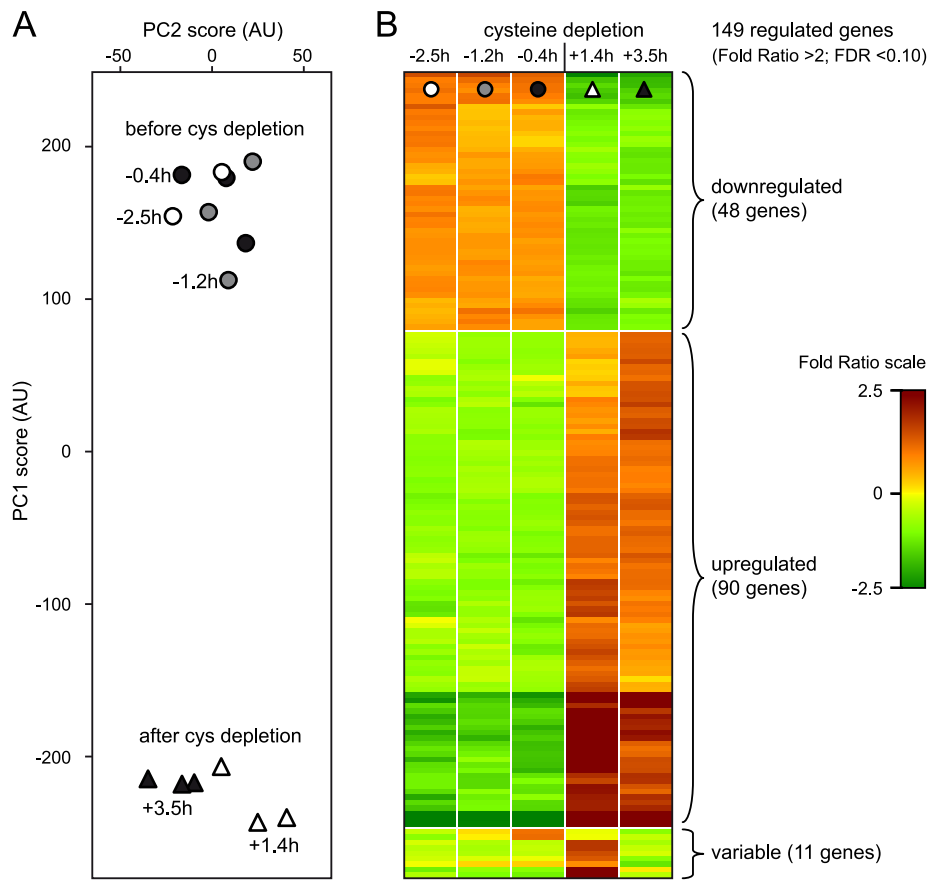 A
PC2 score (AU)
-50 0 50
PC1 score (AU)
200
100
0
-100
-200
before cys depletion
-0.4h
-2.5h
-1.2h
after cys depletion
+3.5h
+1.4h
B
cysteine depletion
-2.5h -1.2h -0.4h +1.4h +3.5h
149 regulated genes
(Fold Ratio >2; FDR <0.10)
downregulated
(48 genes)
upregulated
(90 genes)
variable (11 genes)
Fold Ratio scale
2.5
0
-2.5